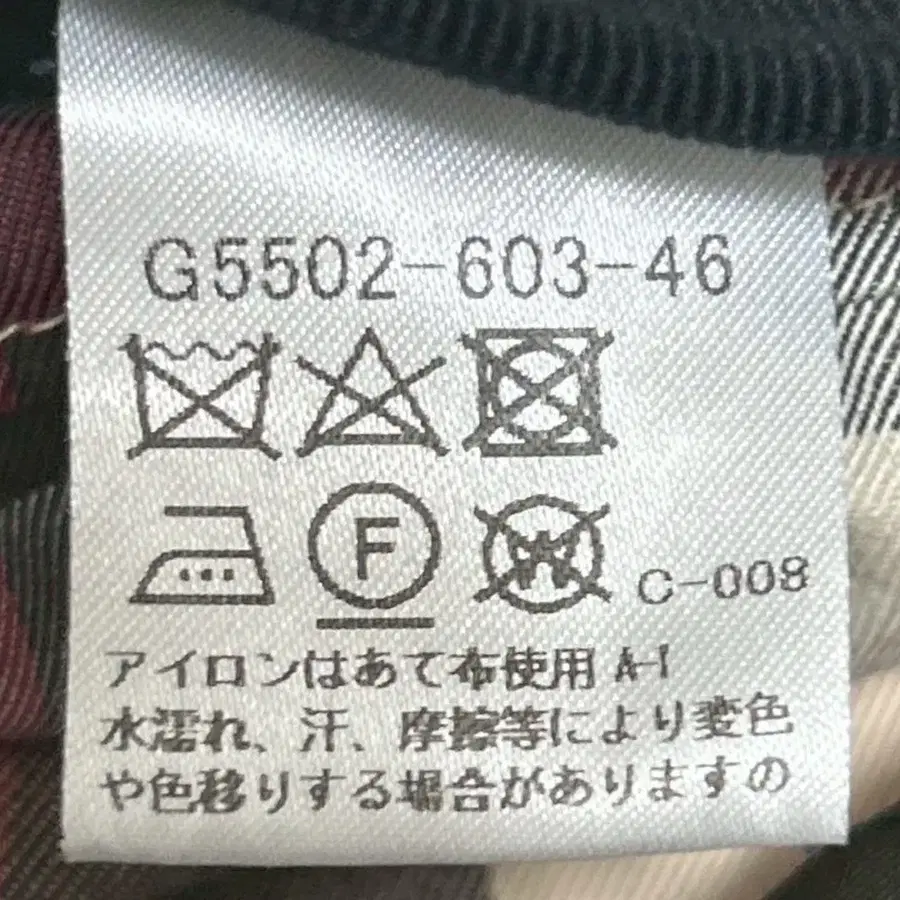 G5502-603-46
F
W
C-008
アイロンはあて布使用 A-1
水濡れ、汗、摩擦等により変色
や色移りする場合がありますの